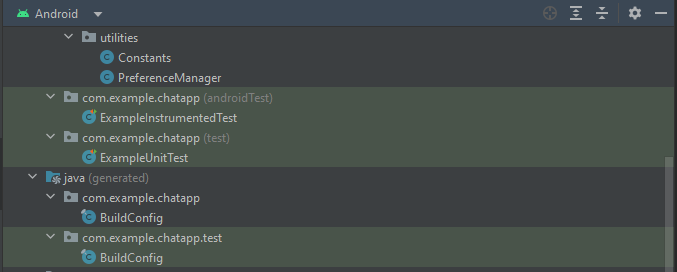 Android
utilities
Constants
PreferenceManager
com.example.chatapp (androidTest)
ExampleInstrumentedTest
com.example.chatapp (test)
ExampleUnitTest
java (generated)
com.example.chatapp
BuildConfig
com.example.chatapp.test
BuildConfig